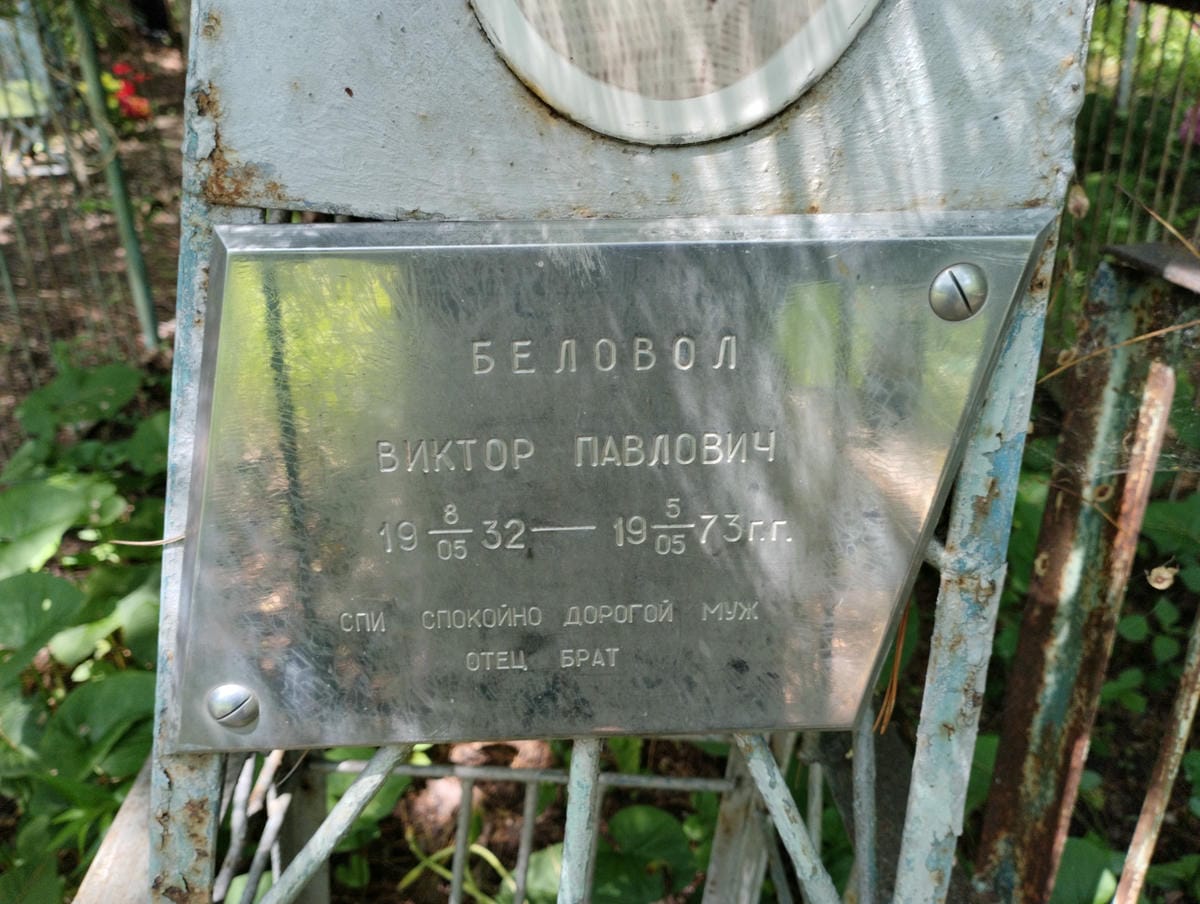 БЕЛОВОЛ
ВИКТОР ПАВЛОВИЧ
19 8/05 32 — 19 5/05 73 г.г.
СПИ СПОКОЙНО ДОРОГОЙ МУЖ
ОТЕЦ БРАТ